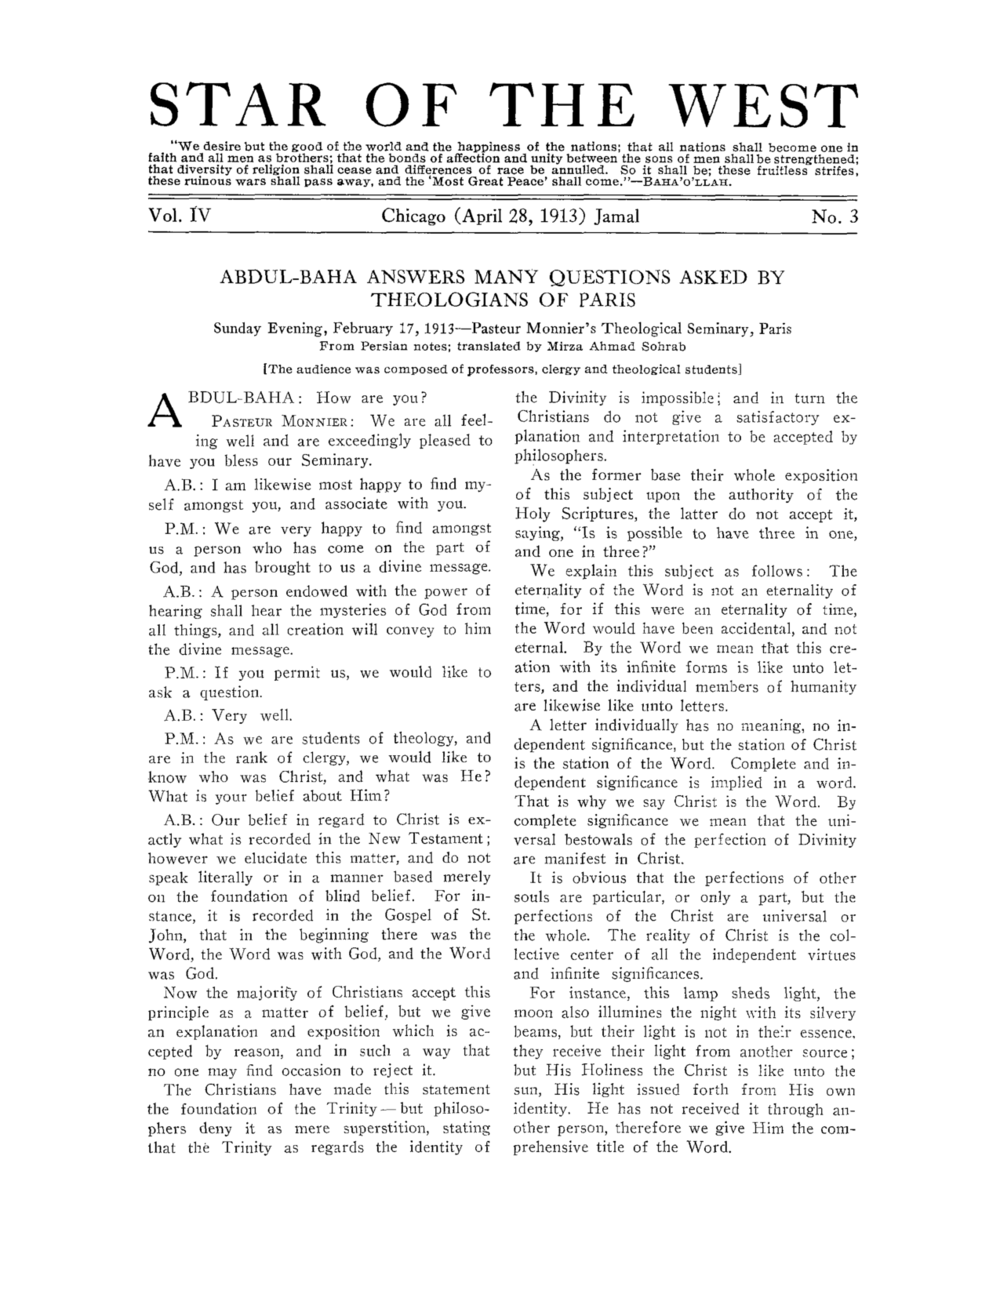 STAR OF THE WEST
"We desire but the good of the world and the happiness of the nations; that all nations shall become one in
faith and all men as brothers; that the bonds of affection and unity between the sons of men shall be strengthened;
that diversity of religion shall cease and differences of race be annulled. So it shall be; these fruitless strifes,
these ruinous wars shall pass away, and the 'Most Great Peace' shall come."—BAHA'O'LLAH.
Vol. IV Chicago (April 28, 1913) Jamal No. 3
ABDUL-BAHA ANSWERS MANY QUESTIONS ASKED BY
THEOLOGIANS OF PARIS
Sunday Evening, February 17, 1913—Pasteur Monnier's Theological Seminary, Paris
From Persian notes; translated by Mirza Ahmad Sohrab
[The audience was composed of professors, clergy and theological students]
ABDUL-BAHA: How are you?
PASTEUR MONNIER: We are all feel-
ing well and are exceedingly pleased to
have you bless our Seminary.
A.B.: I am likewise most happy to find my-
self amongst you, and associate with you.
P.M.: We are very happy to find amongst
us a person who has come on the part of
God, and has brought to us a divine message.
A.B.: A person endowed with the power of
hearing shall hear the mysteries of God from
all things, and all creation will convey to him
the divine message.
P.M.: If you permit us, we would like to
ask a question.
A.B.: Very well.
P.M.: As we are students of theology, and
are in the rank of clergy, we would like to
know who was Christ, and what was He?
What is your belief about Him?
A.B.: Our belief in regard to Christ is ex-
actly what is recorded in the New Testament;
however we elucidate this matter, and do not
speak literally or in a manner based merely
on the foundation of blind belief. For in-
stance, it is recorded in the Gospel of St.
John, that in the beginning there was the
Word, the Word was with God, and the Word
was God.
Now the majority of Christians accept this
principle as a matter of belief, but we give
an explanation and exposition which is ac-
cepted by reason, and in such a way that
no one may find occasion to reject it.
The Christians have made this statement
the foundation of the Trinity—but philoso-
phers deny it as mere superstition, stating
that the Trinity as regards the identity of
the Divinity is impossible; and in turn the
Christians do not give a satisfactory ex-
planation and interpretation to be accepted by
philosophers.
As the former base their whole exposition
of this subject upon the authority of the
Holy Scriptures, the latter do not accept it,
saying, "Is is possible to have three in one,
and one in three?"
We explain this subject as follows: The
eternality of the Word is not an eternality of
time, for if this were an eternality of time,
the Word would have been accidental, and not
eternal. By the Word we mean that this cre-
ation with its infinite forms is like unto let-
ters, and the individual members of humanity
are likewise like unto letters.
A letter individually has no meaning, no in-
dependent significance, but the station of Christ
is the station of the Word. Complete and in-
dependent significance is implied in a word.
That is why we say Christ is the Word. By
complete significance we mean that the uni-
versal bestowals of the perfection of Divinity
are manifest in Christ.
It is obvious that the perfections of other
souls are particular, or only a part, but the
perfections of the Christ are universal or
the whole. The reality of Christ is the col-
lective center of all the independent virtues
and infinite significances.
For instance, this lamp sheds light, the
moon also illumines the night with its silvery
beams, but their light is not in their essence,
they receive their light from another source;
but His Holiness the Christ is like unto the
sun, His light issued forth from His own
identity. He has not received it through an-
other person, therefore we give Him the com-
prehensive title of the Word.